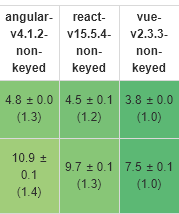 angular- react- vue-
v4.1.2- v15.5.4- v2.3.3-
non- non- non-
keyed keyed keyed
4.8 ± 0.0 4.5 ± 0.1 3.8 ± 0.0
(1.3) (1.2) (1.0)
10.9 ±
0.1
(1.4)
9.7 ± 0.1
(1.3)
7.5 ± 0.1
(1.0)